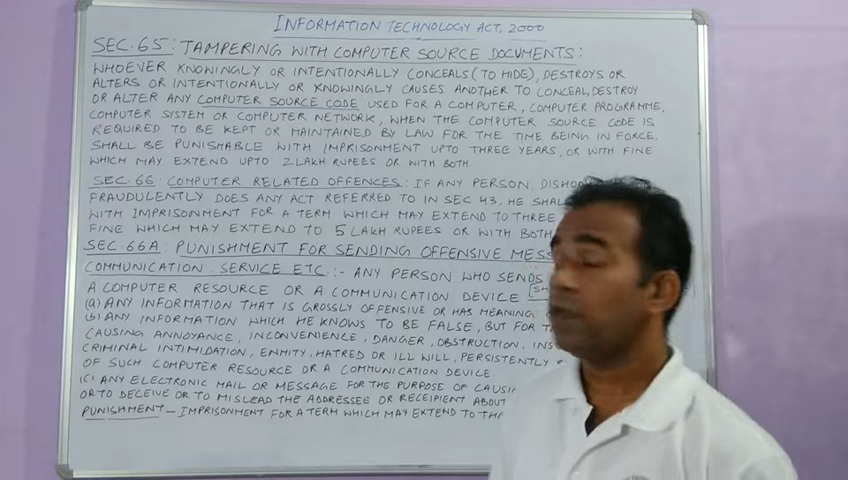 INFORMATION TECHNOLOGY ACT, 2000
SEC. 65: TAMPERING WITH COMPUTER SOURCE DOCUMENTS:
WHOEVER KNOWINGLY OR INTENTIONALLY CONCEALS (TO HIDE), DESTROYS OR
ALTERS OR INTENTIONALLY OR KNOWINGLY CAUSES ANOTHER TO CONCEAL, DESTROY
OR ALTER ANY COMPUTER SOURCE CODE USED FOR A COMPUTER, COMPUTER PROGRAMME,
COMPUTER SYSTEM OR COMPUTER NETWORK, WHEN THE COMPUTER SOURCE CODE IS
REQUIRED TO BE KEPT OR MAINTAINED BY LAW FOR THE TIME BEING IN FORCE.
SHALL BE PUNISHABLE WITH IMPRISONMENT UPTO THREE YEARS, OR WITH FINE
WHICH MAY EXTEND UPTO 2 LAKH RUPEES OR WITH BOTH.
SEC. 66 COMPUTER RELATED OFFENCES: IF ANY PERSON, DISHO
FRAUDULENTLY DOES ANY ACT REFERRED TO IN SEC 43, HE SHAL
WITH IMPRISONMENT FOR A TERM WHICH MAY EXTEND TO THREE
FINE WHICH MAY EXTEND TO 5 LAKH RUPEES OR WITH BOTH
SEC. 66A: PUNISHMENT FOR SENDING OFFENSIVE MESS
COMMUNICATION SERVICE ETC :- ANY PERSON WHO SENDS
A COMPUTER RESOURCE OR A COMMUNICATION DEVICE
(a) ANY INFORMATION THAT IS GROSSLY OFFENSIVE OR HAS MEANING
(b) ANY INFORMATION WHICH HE KNOWS TO BE FALSE, BUT FOR
CAUSING ANNOYANCE, INCONVENIENCE, DANGER, OBSTRUCTION, INS
CRIMINAL INTIMIDATION, ENMITY, HATRED OR ILL WILL, PERSISTENTLY
OF SUCH COMPUTER RESOURCE OR A COMMUNICATION DEVICE.
(C) ANY ELECTRONIC MAIL OR MESSAGE FOR THE PURPOSE OF CAUSI
OR TO DECEIVE OR TO MISLEAD THE ADDRESSEE OR RECEIPIENT ABOUT
PUNISHMENT - IMPRISONMENT FOR A TERM WHICH MAY EXTEND TO THR